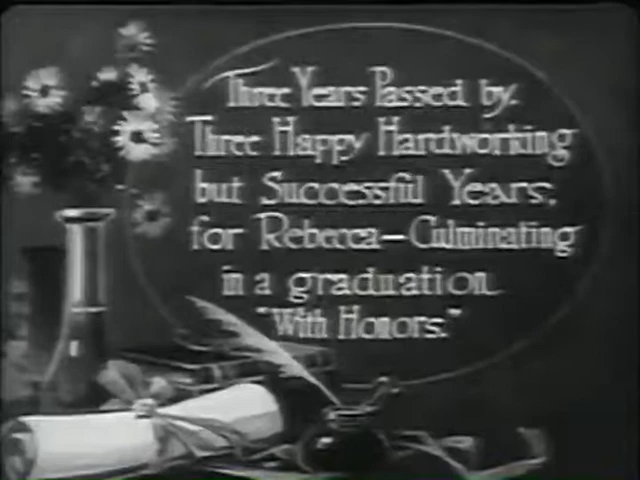 Three Years Passed by.
Three Happy Hardworking
but Successful Years,
for Rebecca—Culminating
in a graduation
"With Honors."